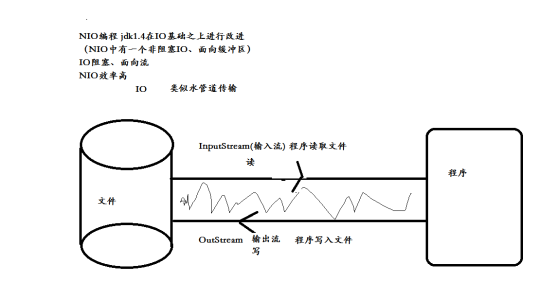 NIO编程 jdk1.4在IO基础之上进行改进
（NIO中有一个非阻塞IO、面向缓冲区）
IO阻塞、面向流
NIO效率高
IO 类似水管道传输
InputStream(输入流) 程序读取文件
读
文件
程序
OutStream 输出流 程序写入文件
写